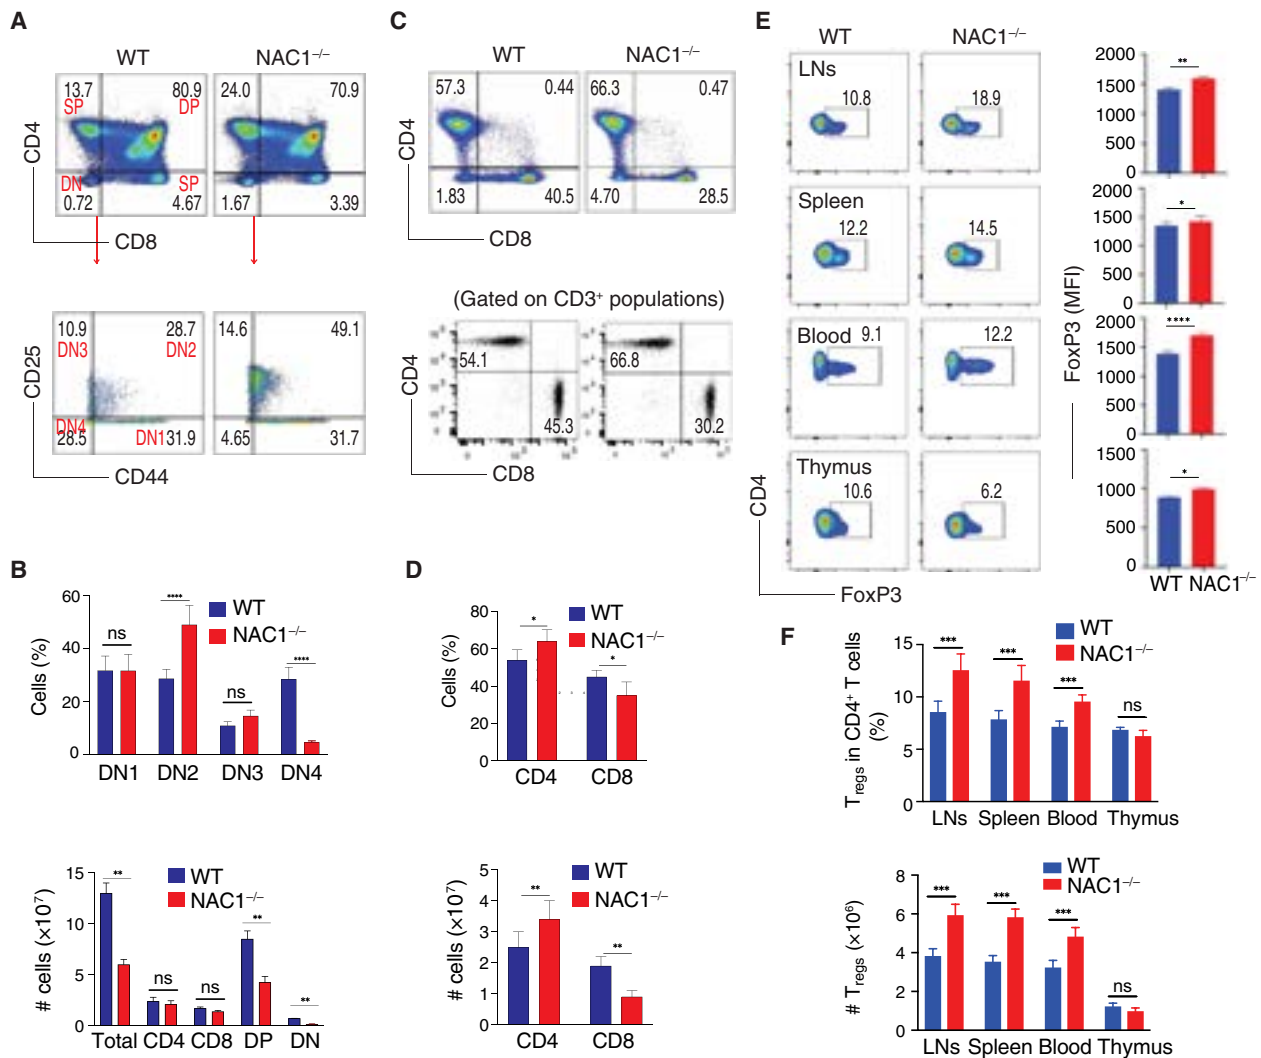 A
WT
NAC1–/–
13.7
80.9
SP
DP
24.0
70.9
CD4
DN
SP
0.72
4.67
1.67
3.39
CD8
10.9
28.7
DN3
DN2
14.6
49.1
CD25
DN4
28.5
DN1
31.9
4.65
31.7
CD44
B
60
40
20
0
Cells (%)
ns
****
ns
****
WT
NAC1–/–
DN1
DN2
DN3
DN4
15
10
5
0
# cells (×10⁷)
**
ns
ns
**
**
WT
NAC1–/–
Total
CD4
CD8
DP
DN
C
WT
NAC1–/–
57.3
0.44
66.3
0.47
CD4
1.83
40.5
4.70
28.5
CD8
(Gated on CD3⁺ populations)
54.1
66.8
CD4
45.3
30.2
CD8
D
80
60
40
20
0
Cells (%)
*
*
WT
NAC1–/–
CD4
CD8
5
4
3
2
1
0
# cells (×10⁷)
**
**
WT
NAC1–/–
CD4
CD8
E
WT
NAC1–/–
LNs
10.8
18.9
Spleen
12.2
14.5
Blood
9.1
12.2
Thymus
10.6
6.2
CD4
FoxP3
2000
1500
1000
500
0
**
2000
1500
1000
500
0
*
FoxP3 (MFI)
2000
1500
1000
500
0
****
1500
1000
500
0
*
WT
NAC1–/–
F
15
10
5
0
Tregs in CD4⁺ T cells
(%)
***
***
***
ns
WT
NAC1–/–
LNs
Spleen
Blood
Thymus
8
6
4
2
0
# Tregs (×10⁶)
***
***
***
ns
WT
NAC1–/–
LNs
Spleen
Blood
Thymus